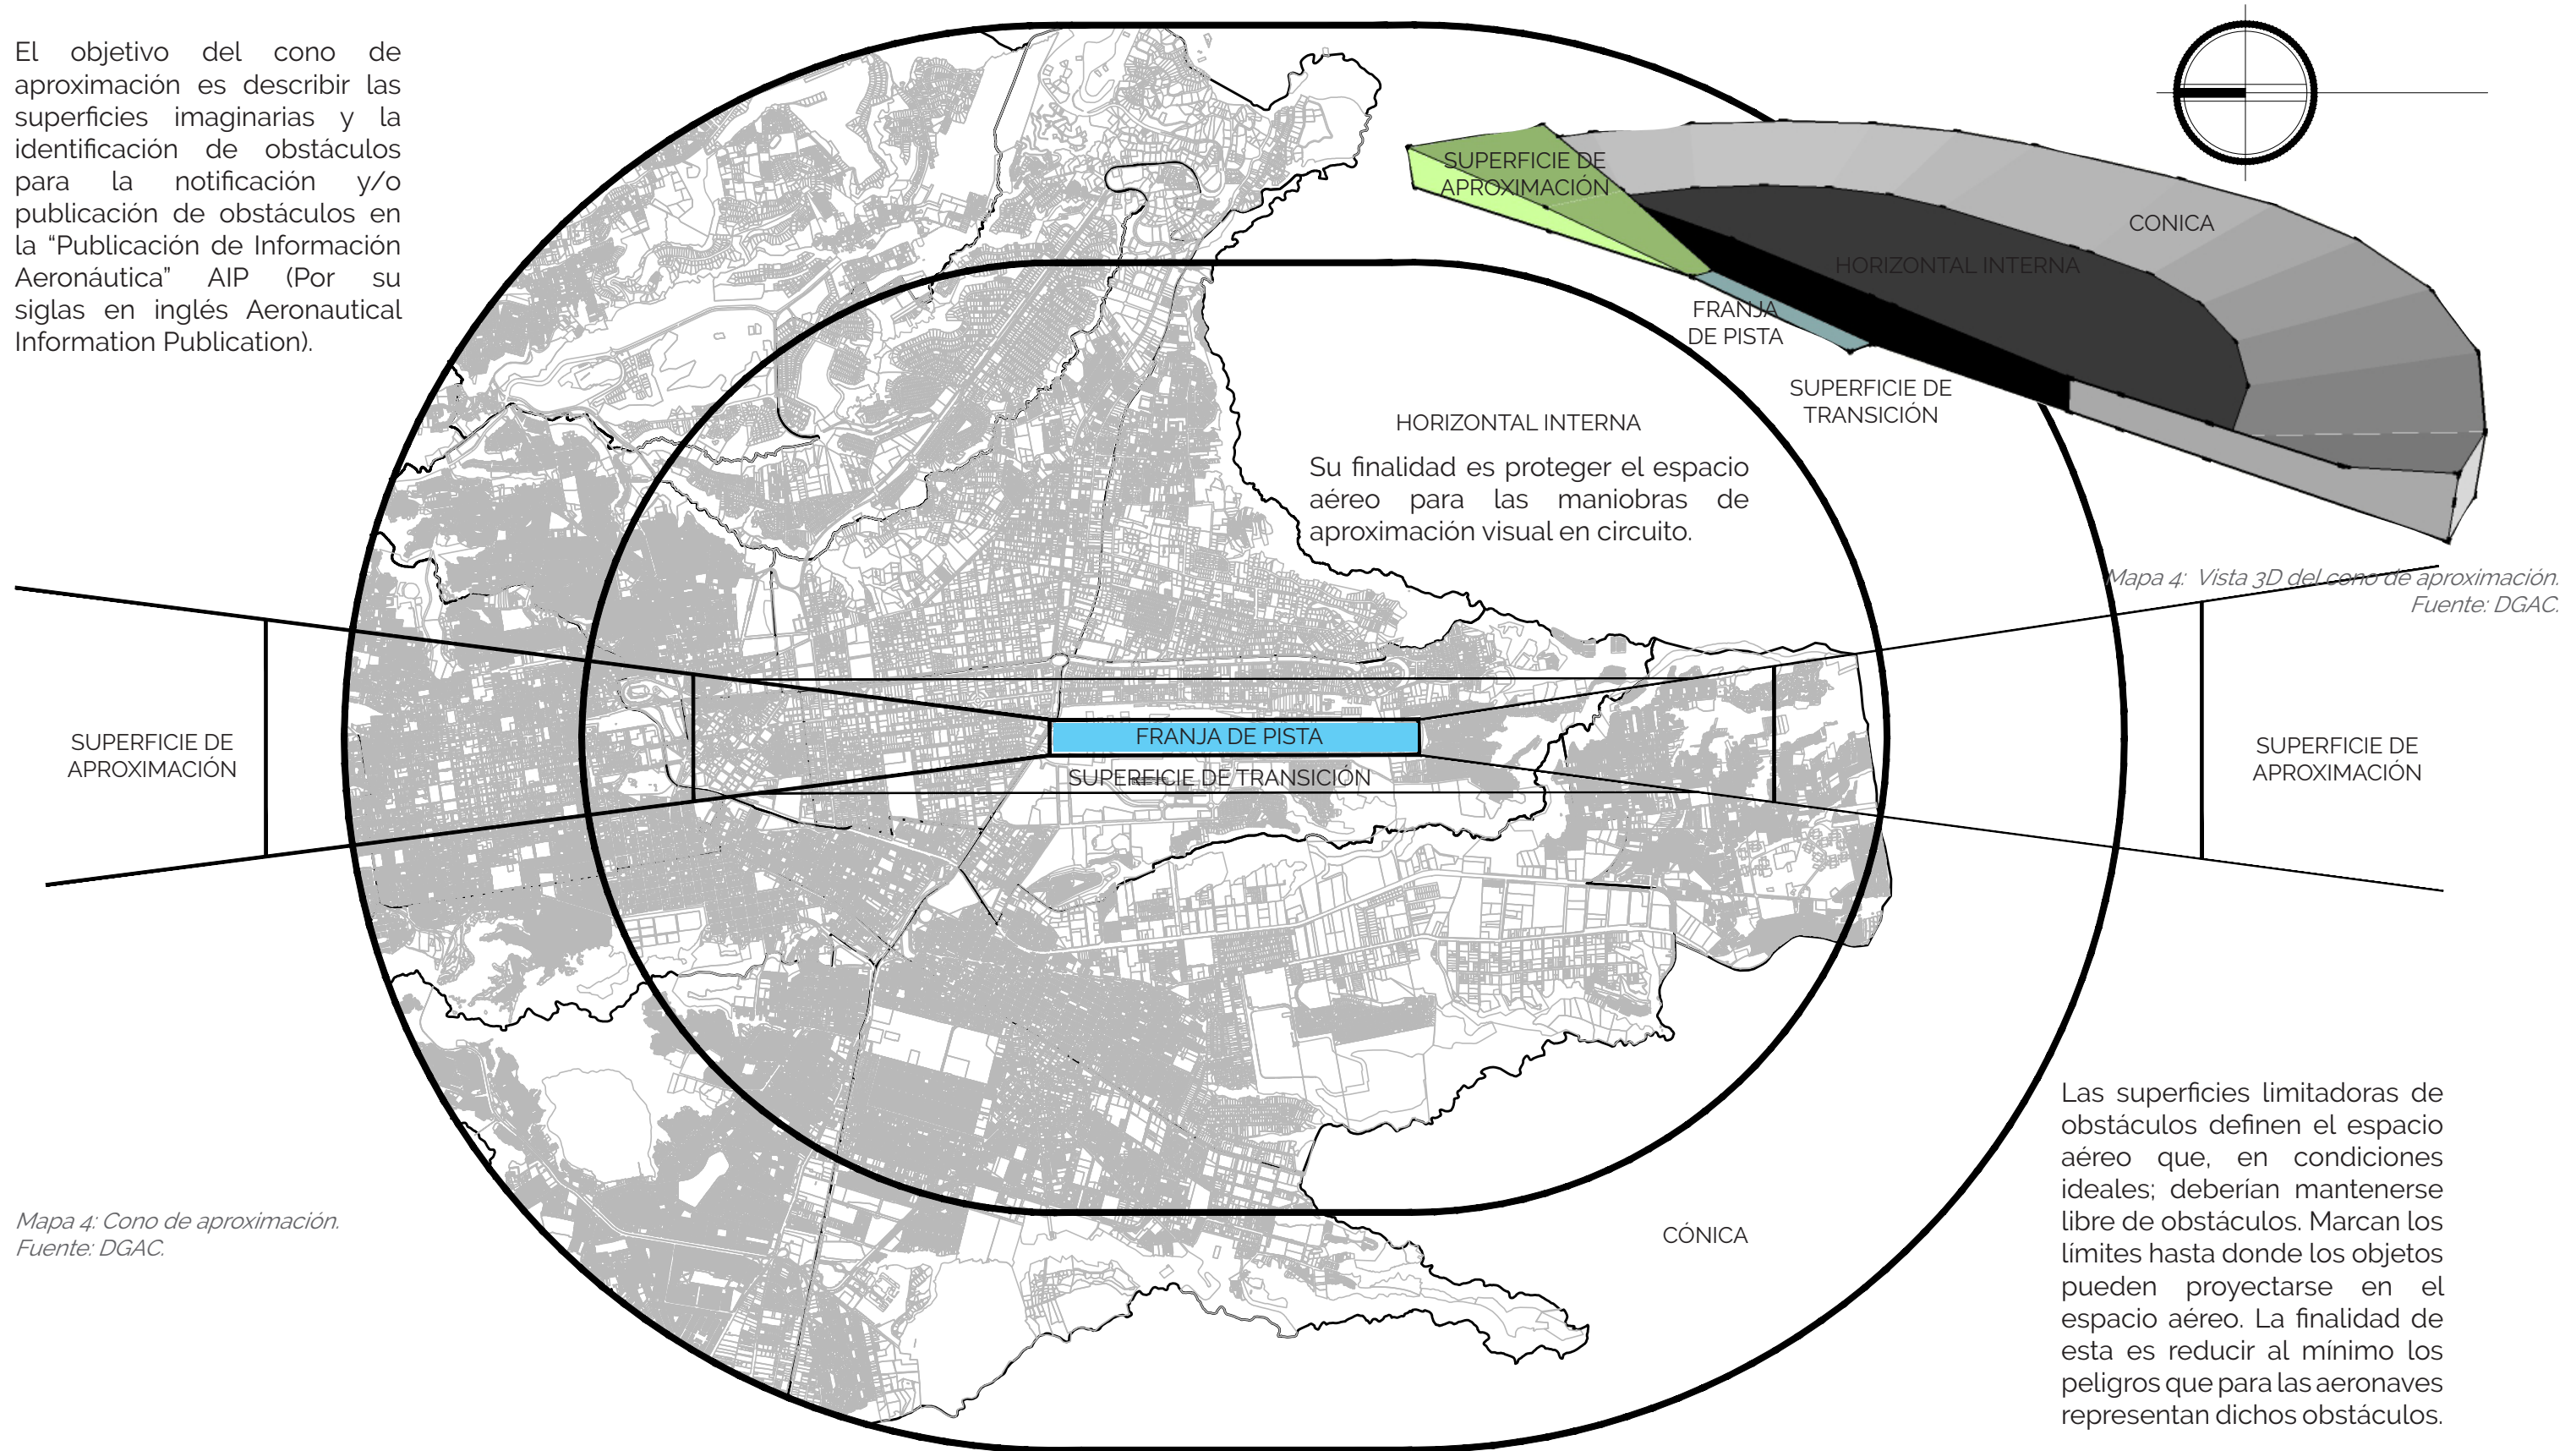 El objetivo del cono de
aproximación es describir las
superficies imaginarias y la
identificación de obstáculos
para la notificación y/o
publicación de obstáculos en
la “Publicación de Información
Aeronáutica” AIP (Por su
siglas en inglés Aeronautical
Information Publication).
SUPERFICIE DE
APROXIMACIÓN
CONICA
HORIZONTAL INTERNA
FRANJA
DE PISTA
SUPERFICIE DE
TRANSICIÓN
HORIZONTAL INTERNA
Su finalidad es proteger el espacio
aéreo para las maniobras de
aproximación visual en circuito.
Mapa 4: Vista 3D del cono de aproximación.
Fuente: DGAC.
SUPERFICIE DE
APROXIMACIÓN
FRANJA DE PISTA
SUPERFICIE DE TRANSICIÓN
SUPERFICIE DE
APROXIMACIÓN
Mapa 4: Cono de aproximación.
Fuente: DGAC.
CÓNICA
Las superficies limitadoras de
obstáculos definen el espacio
aéreo que, en condiciones
ideales; deberían mantenerse
libre de obstáculos. Marcan los
límites hasta donde los objetos
pueden proyectarse en el
espacio aéreo. La finalidad de
esta es reducir al mínimo los
peligros que para las aeronaves
representan dichos obstáculos.